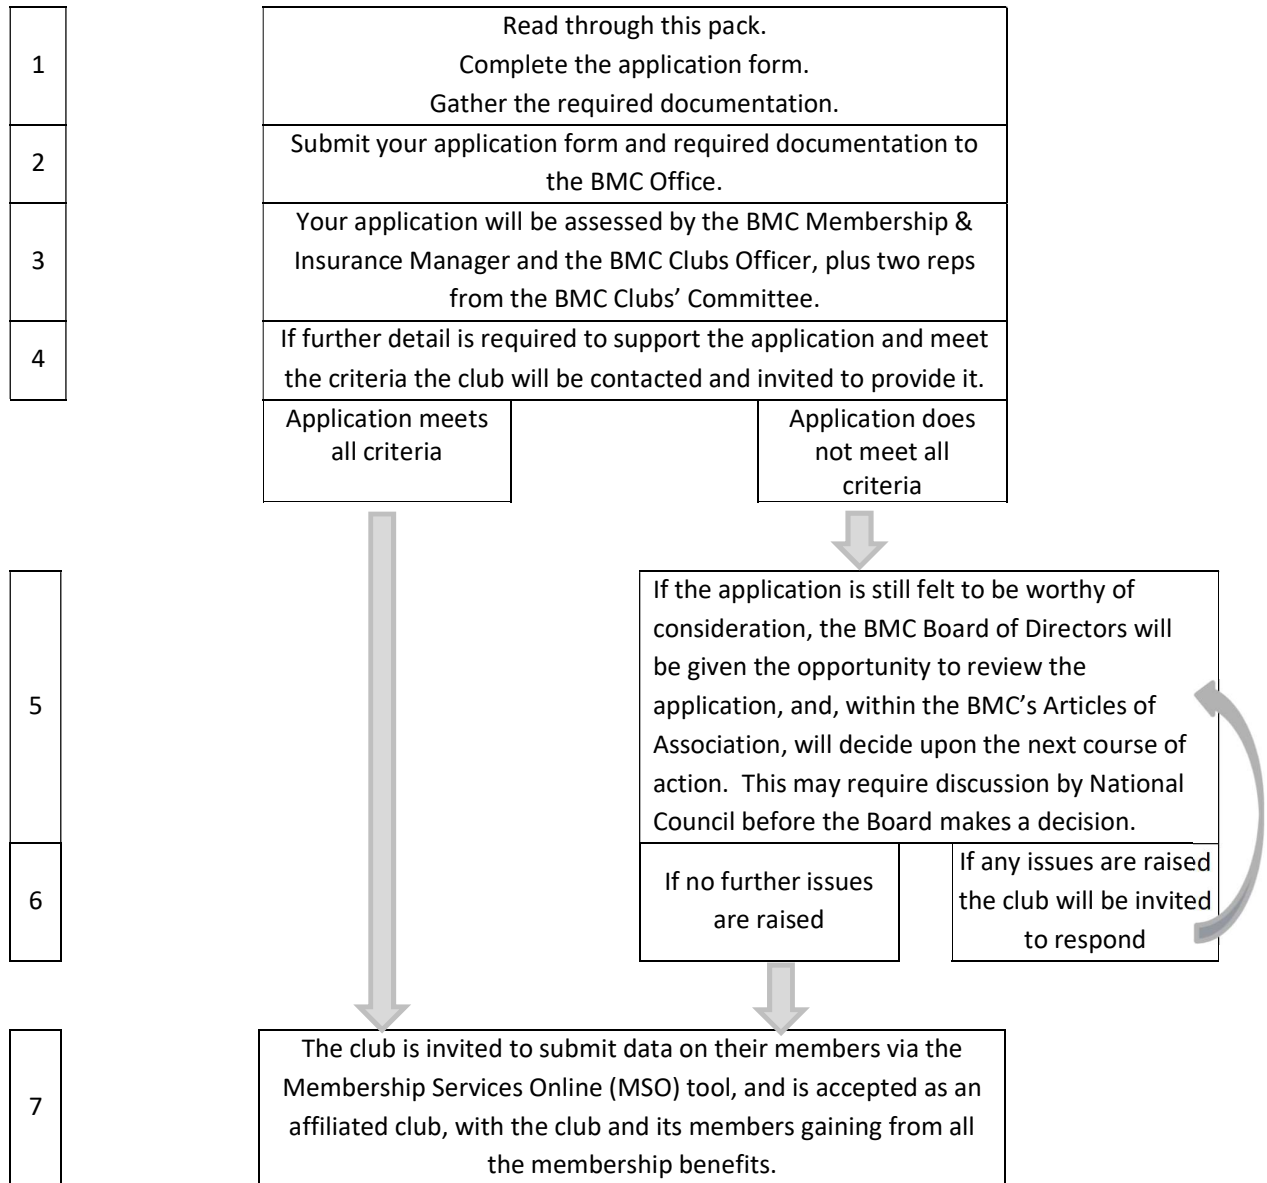 1
Read through this pack.
Complete the application form.
Gather the required documentation.
2
Submit your application form and required documentation to
the BMC Office.
3
Your application will be assessed by the BMC Membership &
Insurance Manager and the BMC Clubs Officer, plus two reps
from the BMC Clubs' Committee.
4
If further detail is required to support the application and meet
the criteria the club will be contacted and invited to provide it.
Application meets
all criteria
Application does
not meet all
criteria
5
If the application is still felt to be worthy of
consideration, the BMC Board of Directors will
be given the opportunity to review the
application, and, within the BMC's Articles of
Association, will decide upon the next course of
action.  This may require discussion by National
Council before the Board makes a decision.
6
If no further issues
are raised
If any issues are raised
the club will be invited
to respond
7
The club is invited to submit data on their members via the
Membership Services Online (MSO) tool, and is accepted as an
affiliated club, with the club and its members gaining from all
the membership benefits.